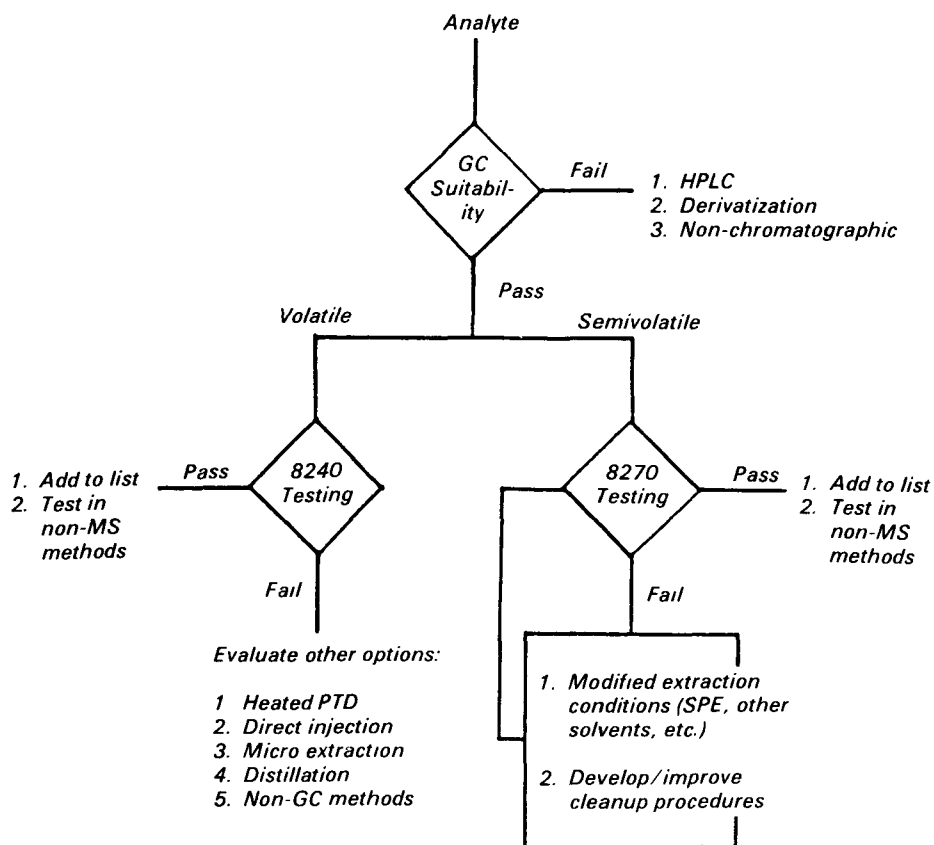 Analyte
GC
Suitabil-
ity
Fail
1. HPLC
2. Derivatization
3. Non-chromatographic
Pass
Volatile
Semivolatile
8240
Testing
Pass
1. Add to list
2. Test in
non-MS
methods
Fail
Evaluate other options:
1 Heated PTD
2. Direct injection
3. Micro extraction
4. Distillation
5. Non-GC methods
8270
Testing
Pass
1. Add to list
2. Test in
non-MS
methods
Fail
1. Modified extraction
conditions (SPE, other
solvents, etc.)
2. Develop/improve
cleanup procedures